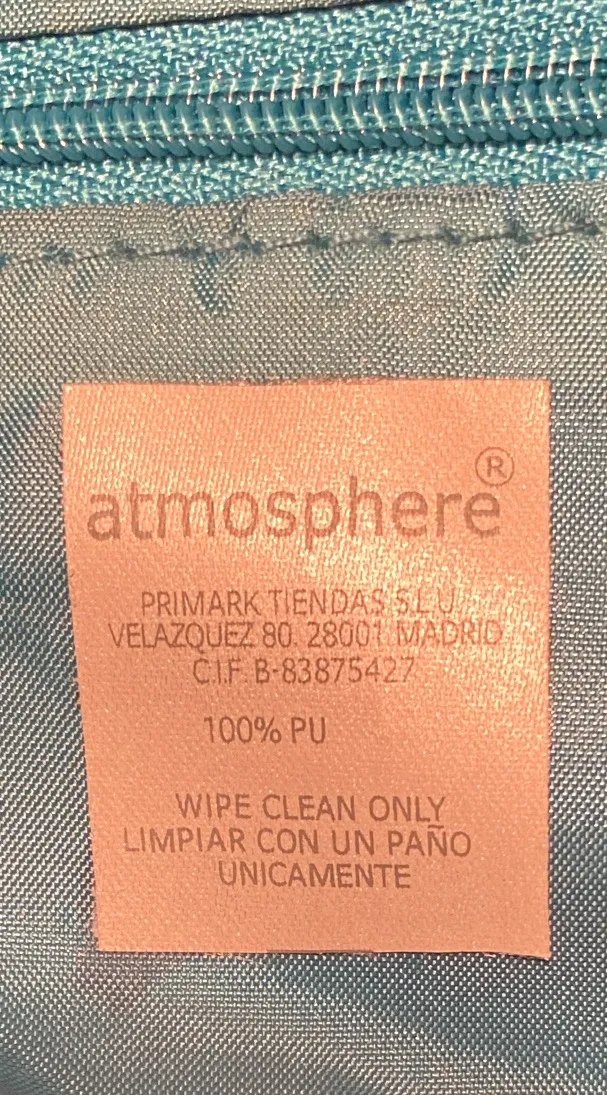 atmosphere®
PRIMARK TIENDAS S.L.U.
VELAZQUEZ 80. 28001. MADRID
C.I.F. B-83875427
100% PU
WIPE CLEAN ONLY
LIMPIAR CON UN PAÑO
UNICAMENTE